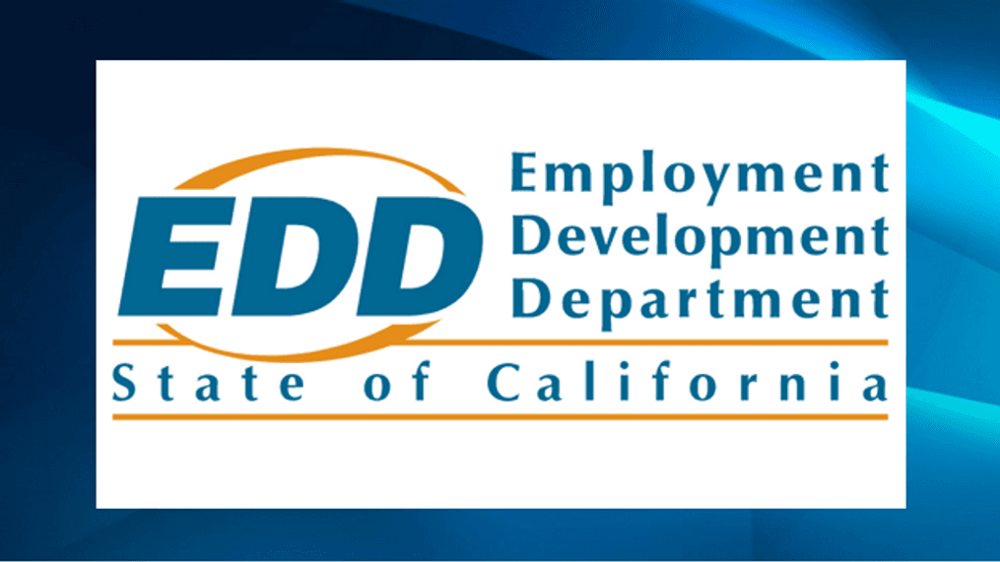 EDD
Employment
Development
Department
State of California